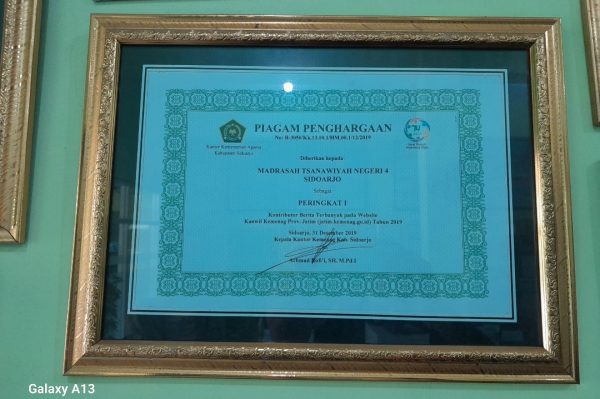 PIAGAM PENGHARGAAN
Kantor Kementerian Agama
Kabupaten Sidoarjo
Diberikan kepada
MADRASAH TSANAWIYAH NEGERI 4
SIDOARJO
Sebagai
PERINGKAT I
Kontributor Berita Terbanyak pada Website
Kanwil Kemenag Prov. Jatim (jatim.kemenag.go.id) Tahun 2019
Sidoarjo, 31 Desember 2019
Kepala Kantor Kemenag Kab. Sidoarjo
Galaxy A13